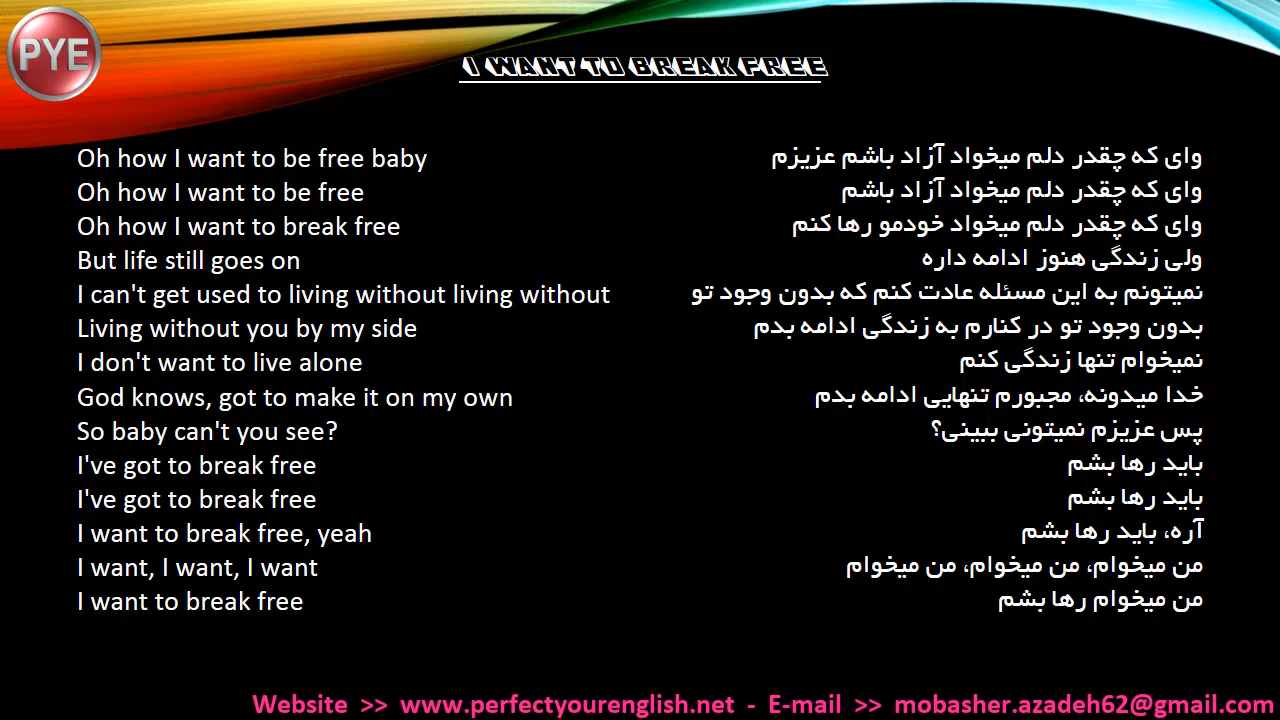 PYE
I WANT TO BREAK FREE
Oh how I want to be free baby
وای که چقدر دلم میخواد آزاد باشم عزیزم
Oh how I want to be free
وای که چقدر دلم میخواد آزاد باشم
Oh how I want to break free
وای که چقدر دلم میخواد خودمو رها کنم
But life still goes on
ولی زندگی هنوز ادامه داره
I can't get used to living without living without
نمیتونم به این مسئله عادت کنم که بدون وجود تو
Living without you by my side
بدون وجود تو در کنارم به زندگی ادامه بدم
I don't want to live alone
نمیخوام تنها زندگی کنم
God knows, got to make it on my own
خدا میدونه، مجبورم تنهایی ادامه بدم
So baby can't you see?
پس عزیزم نمیتونی ببینی؟
I've got to break free
باید رها بشم
I've got to break free
باید رها بشم
I want to break free, yeah
آره، باید رها بشم
I want, I want, I want
من میخوام، من میخوام، من میخوام
I want to break free
من میخوام رها بشم
Website >> www.perfectyourenglish.net - E-mail >> mobasher.azadeh62@gmail.com